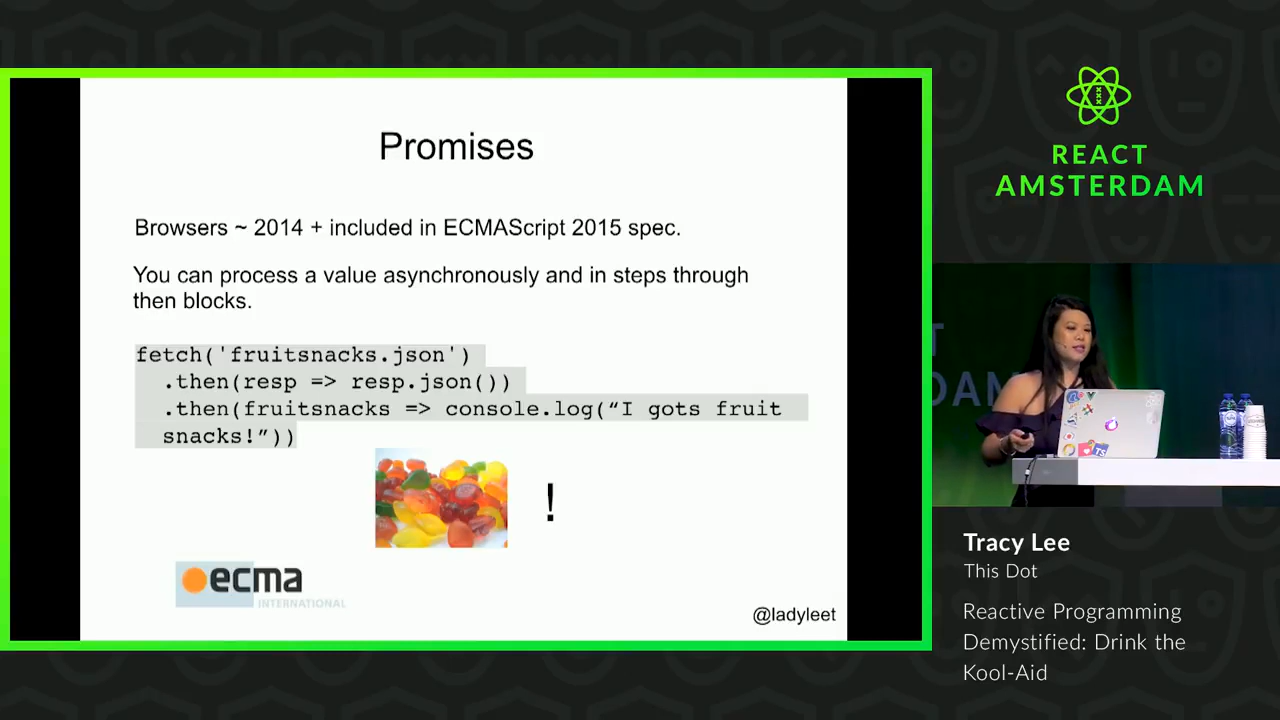 Promises
Browsers ~ 2014 + included in ECMAScript 2015 spec.
You can process a value asynchronously and in steps through
then blocks.
fetch('fruitsnacks.json')
.then(resp => resp.json())
.then(fruitsnacks => console.log(“I gots fruit
snacks!”))
!
ecma
INTERNATIONAL
@ladyleet
REACT
AMSTERDAM
Tracy Lee
This Dot
Reactive Programming
Demystified: Drink the
Kool-Aid
T
DAM
TS